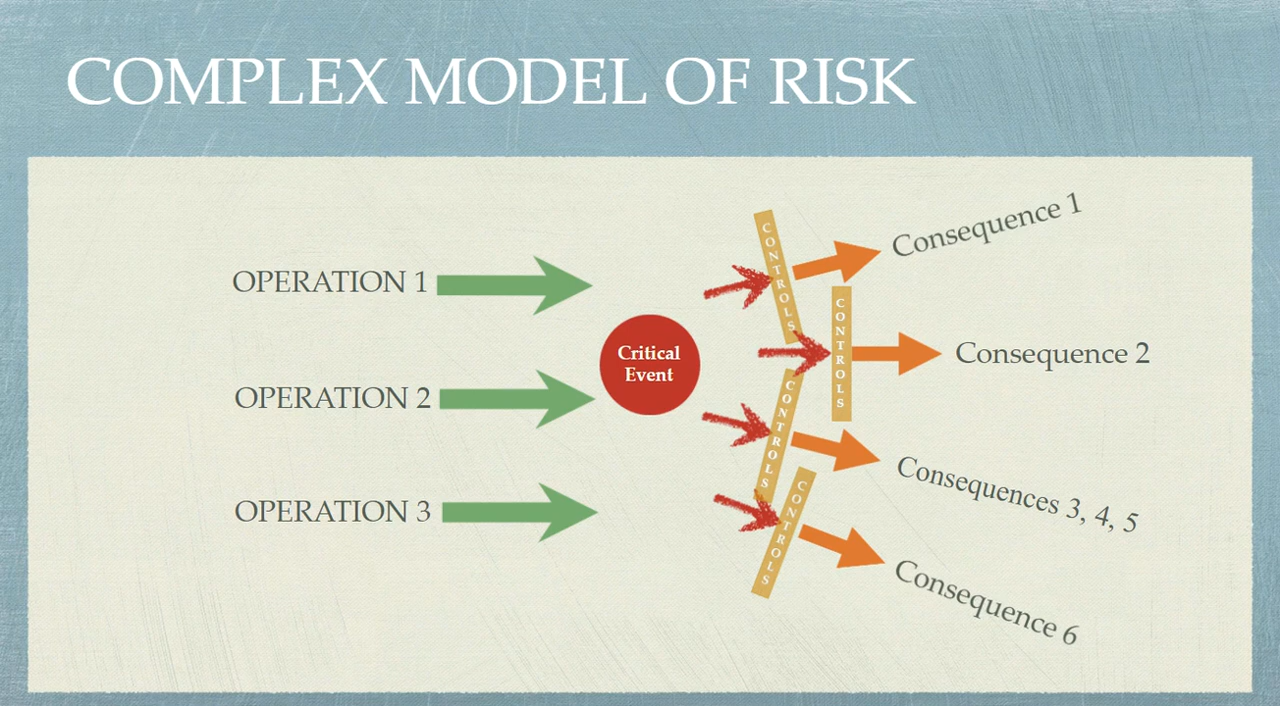 COMPLEX MODEL OF RISK
OPERATION 1
OPERATION 2
OPERATION 3
Critical
Event
CONTROLS
CONTROLS
CONTROLS
CONTROLS
Consequence 1
Consequence 2
Consequences 3, 4, 5
Consequence 6